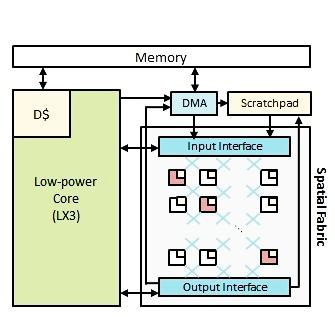 Memory
D$
DMA
Scratchpad
Input Interface
Low-power
Core
(LX3)
Spatial Fabric
Output Interface